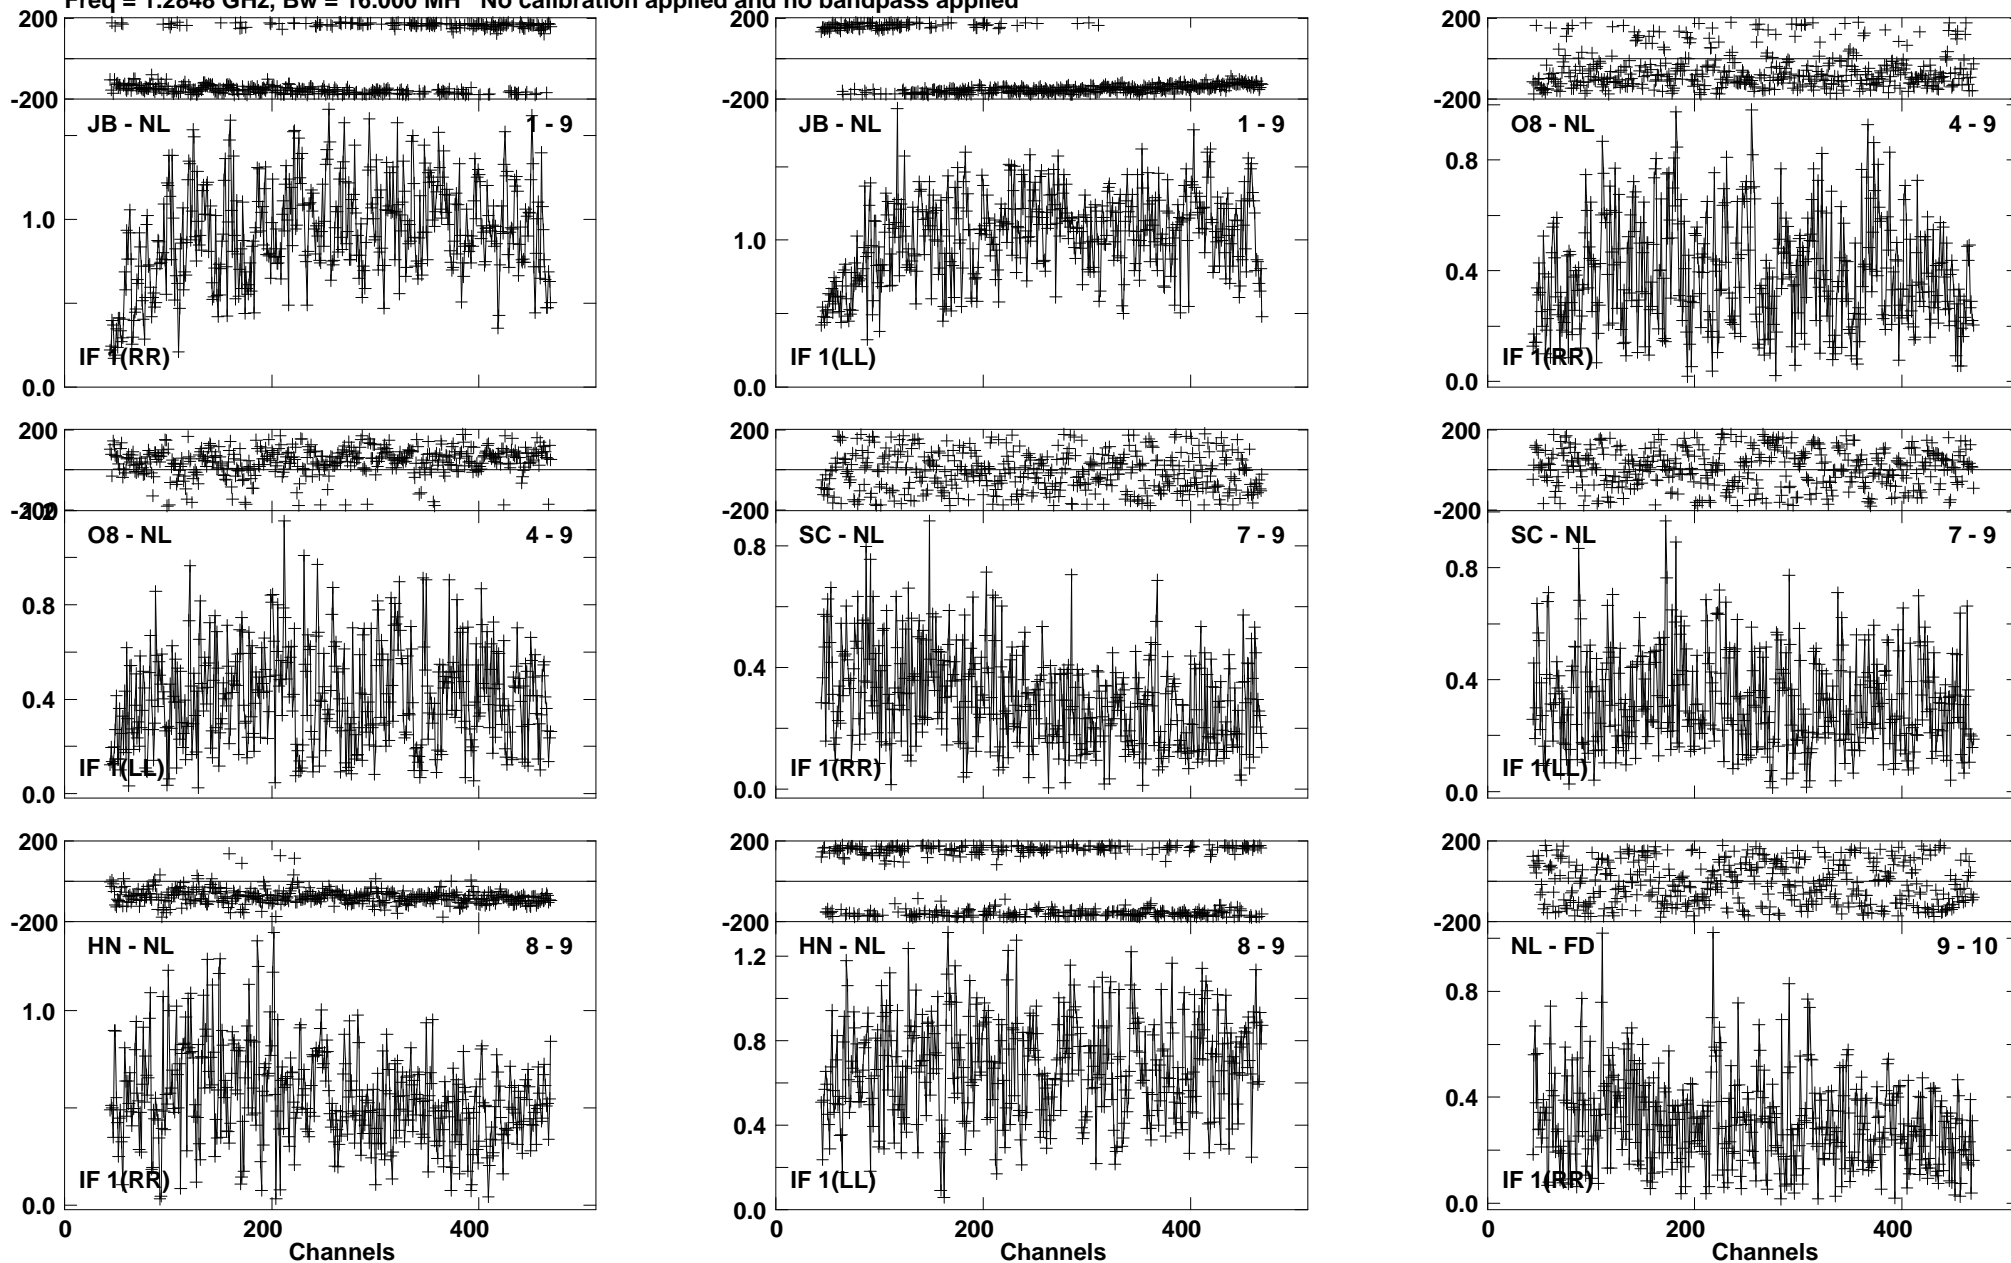 Freq = 1.2848 GHz, Bw = 16.000 MH No calibration applied and no bandpass applied
200
-200
JB - NL 1 - 9
1.0
IF 1(RR)
0.0
200
-200
JB - NL 1 - 9
1.0
IF 1(LL)
0.0
200
-200
O8 - NL 4 - 9
0.8
0.4
IF 1(RR)
0.0
200
-200
1.2
O8 - NL 4 - 9
0.8
0.4
IF 1(LL)
0.0
200
-200
SC - NL 7 - 9
0.8
0.4
IF 1(RR)
0.0
200
-200
SC - NL 7 - 9
0.8
0.4
IF 1(LL)
0.0
200
-200
HN - NL 8 - 9
1.0
IF 1(RR)
0.0
0 200 400
Channels
200
-200
HN - NL 8 - 9
1.2
0.8
0.4
IF 1(LL)
0.0
0 200 400
Channels
200
-200
NL - FD 9 - 10
0.8
0.4
IF 1(RR)
0.0
0 200 400
Channels